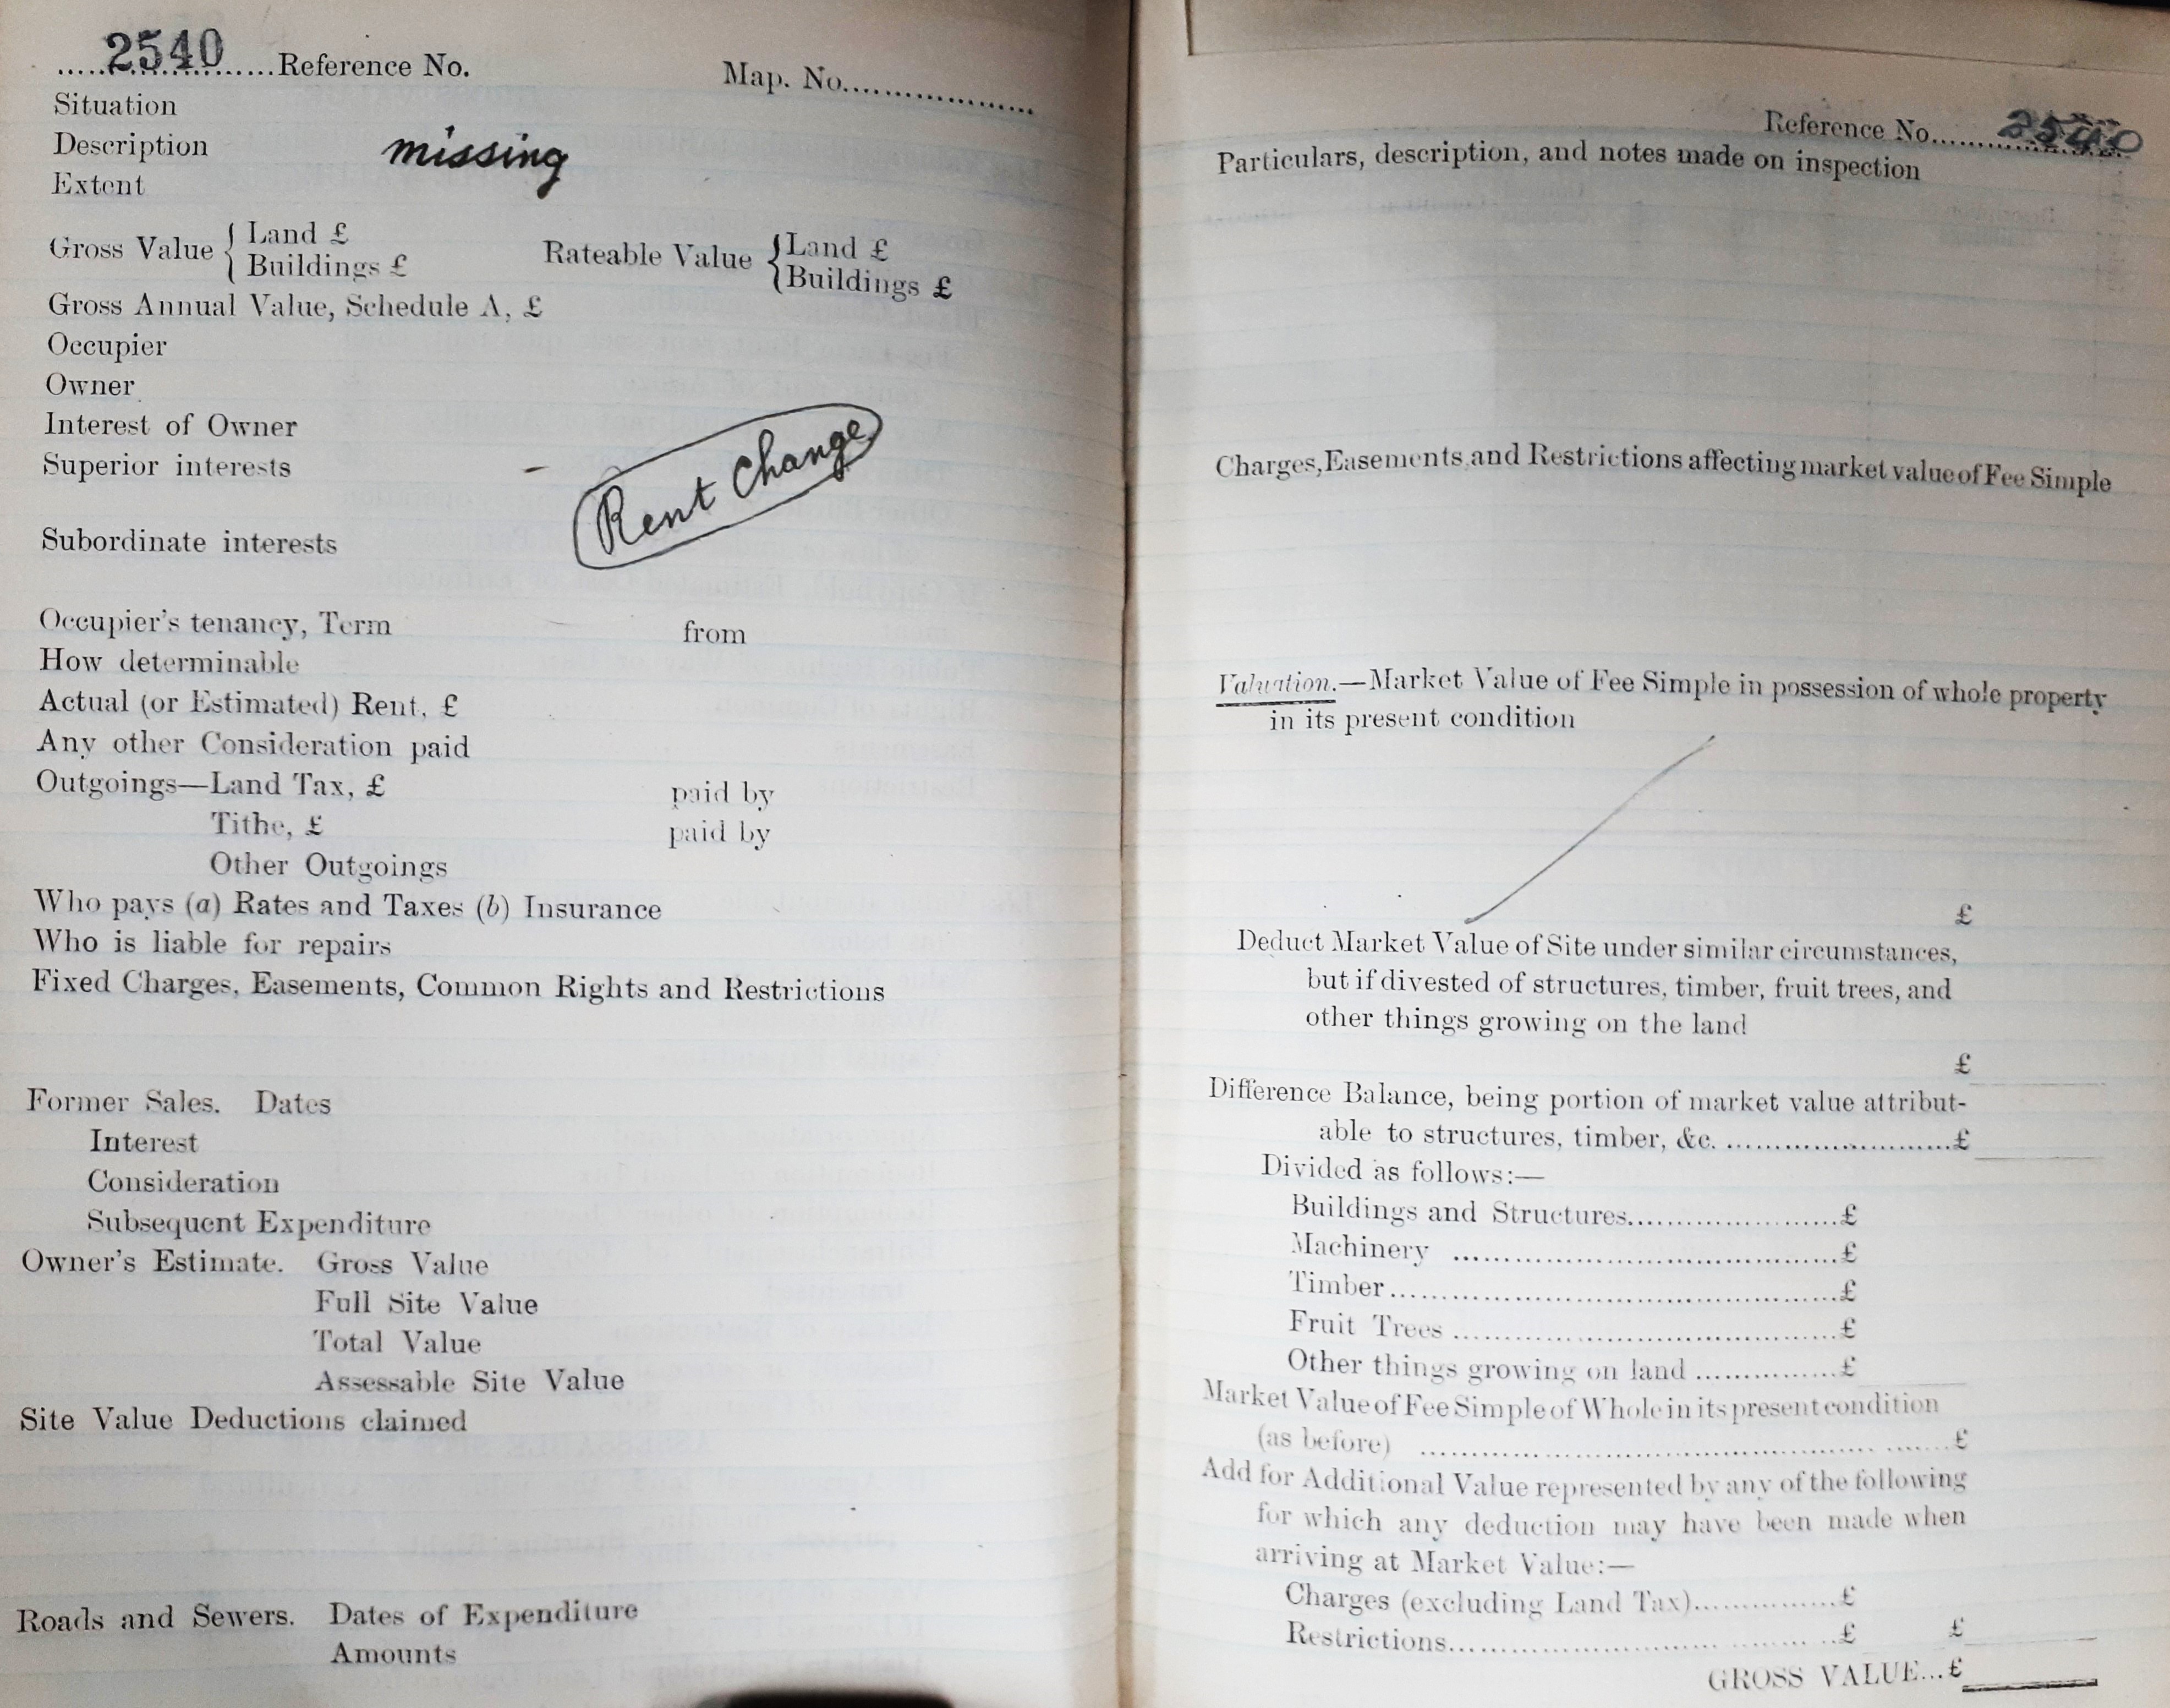 2540 Reference No. Map. No.
Situation
Description missing
Extent
Gross Value { Land £ Rateable Value { Land £
Buildings £ Buildings £
Gross Annual Value, Schedule A, £
Occupier
Owner
Interest of Owner
Superior interests –
Rent Change
Subordinate interests
Occupier's tenancy, Term from
How determinable
Actual (or Estimated) Rent, £
Any other Consideration paid
Outgoings—Land Tax, £ paid by
Tithe, £ paid by
Other Outgoings
Who pays (a) Rates and Taxes (b) Insurance
Who is liable for repairs
Fixed Charges, Easements, Common Rights and Restrictions
Former Sales. Dates
Interest
Consideration
Subsequent Expenditure
Owner's Estimate. Gross Value
Full Site Value
Total Value
Assessable Site Value
Site Value Deductions claimed
Roads and Sewers. Dates of Expenditure
Amounts
Reference No. 2540
Particulars, description, and notes made on inspection
Charges, Easements and Restrictions affecting market value of Fee Simple
Valuation.—Market Value of Fee Simple in possession of whole property
in its present condition
£
Deduct Market Value of Site under similar circumstances,
but if divested of structures, timber, fruit trees, and
other things growing on the land
£
Difference Balance, being portion of market value attribut-
able to structures, timber, &c. ........................£
Divided as follows:—
Buildings and Structures......................£
Machinery ........................................£
Timber.............................................£
Fruit Trees ......................................£
Other things growing on land ...............£
Market Value of Fee Simple of Whole in its present condition
(as before) ......................................................£
Add for Additional Value represented by any of the following
for which any deduction may have been made when
arriving at Market Value:—
Charges (excluding Land Tax)...............£
Restrictions......................................£ £
GROSS VALUE...£